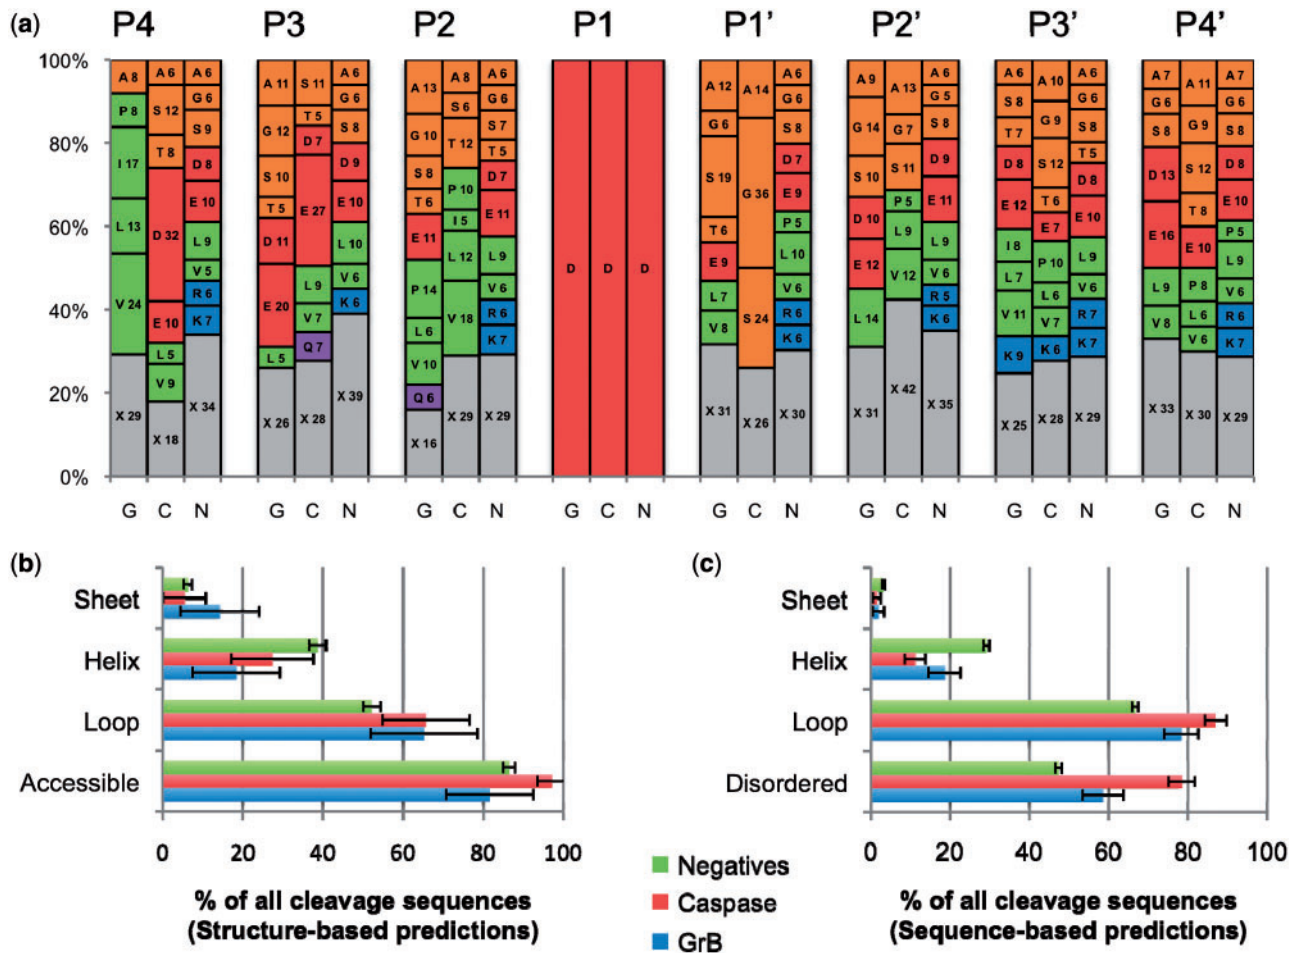 (a)
P4 P3 P2 P1 P1' P2' P3' P4'
100%
80%
60%
40%
20%
0%
A 8 P 8 I 17 L 13 V 24 X 29
A 6 S 12 T 8 D 32 E 10 L 5 V 9 X 18
A 6 G 6 S 9 D 8 E 10 L 9 V 5 R 6 K 7 X 34
A 11 G 12 S 10 T 5 D 11 E 20 L 5 X 26
S 11 T 5 D 7 E 27 L 9 V 7 Q 7 X 28
A 6 G 6 S 8 D 9 E 10 L 10 V 6 K 6 X 39
A 13 G 10 S 8 T 6 E 11 P 14 L 6 V 10 Q 6 X 16
A 8 S 6 T 12 P 10 I 5 L 12 V 18 X 29
A 6 G 6 S 7 T 5 D 7 E 11 L 9 V 6 R 6 K 7 X 29
D D D
A 12 G 6 S 19 T 6 E 9 L 7 V 8 X 31
A 14 G 36 S 24 X 26
A 6 G 6 S 8 D 7 E 9 P 5 L 10 V 6 R 6 K 6 X 30
A 9 G 14 S 10 D 10 E 12 L 14 X 31
A 13 G 7 S 11 P 5 L 9 V 12 X 42
A 6 G 5 S 8 D 9 E 11 L 9 V 6 R 5 K 6 X 35
A 6 S 8 T 7 D 8 E 12 I 8 L 7 V 11 K 9 X 25
A 10 G 9 S 12 T 6 E 7 P 10 L 6 V 7 K 6 X 28
A 6 G 6 S 8 T 5 D 8 E 10 L 9 V 6 R 7 K 7 X 29
A 7 G 6 S 8 D 13 E 16 L 9 V 8 X 33
A 11 G 9 S 12 T 8 E 10 P 8 L 6 V 6 X 30
A 7 G 6 S 8 D 8 E 10 P 5 L 9 V 6 R 6 K 7 X 29
G C N G C N G C N G C N G C N G C N G C N G C N
(b)
Sheet
Helix
Loop
Accessible
0 20 40 60 80 100
% of all cleavage sequences
(Structure-based predictions)
Negatives
Caspase
GrB
(c)
Sheet
Helix
Loop
Disordered
0 20 40 60 80 100
% of all cleavage sequences
(Sequence-based predictions)